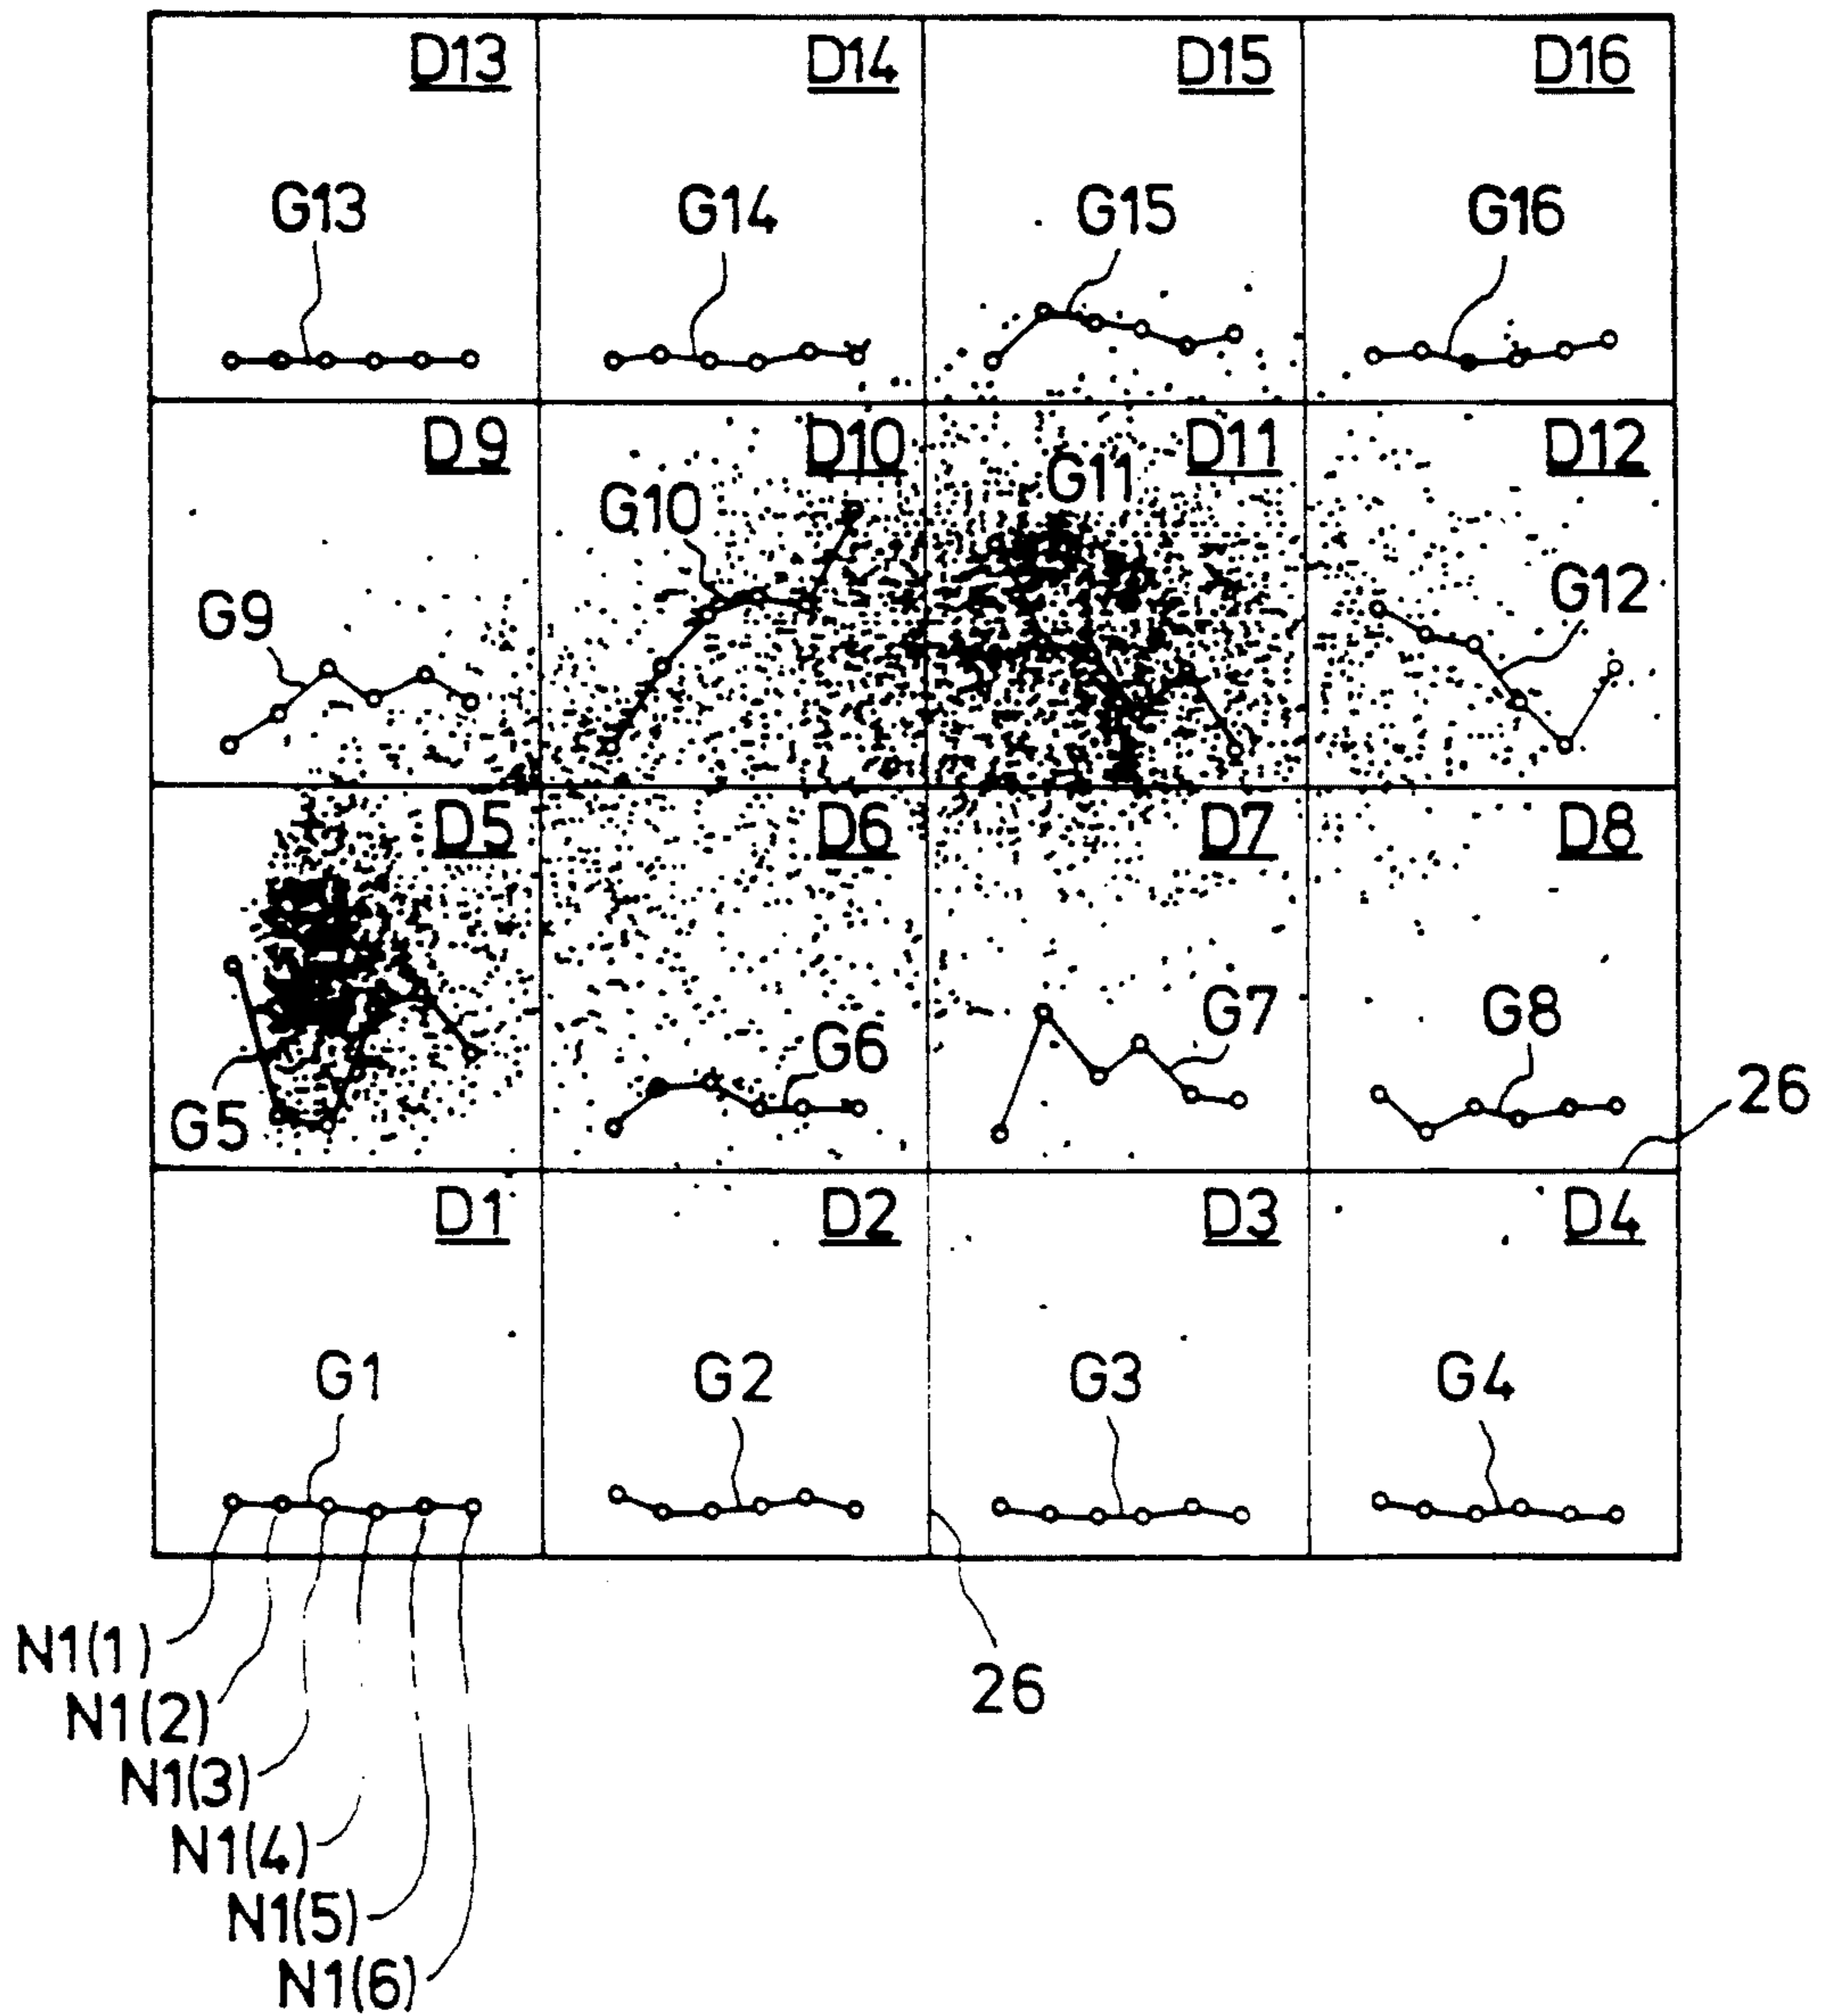 D13 D14 D15 D16
G13 G14 G15 G16
D9 D10 D11 D12
G10 G11
G9 G12
D5 D6 D7 D8
G7 G8
G6
G5
26
D1 D2 D3 D4
G1 G2 G3 G4
N1(1)
26
N1(2)
N1(3)
N1(4)
N1(5)
N1(6)